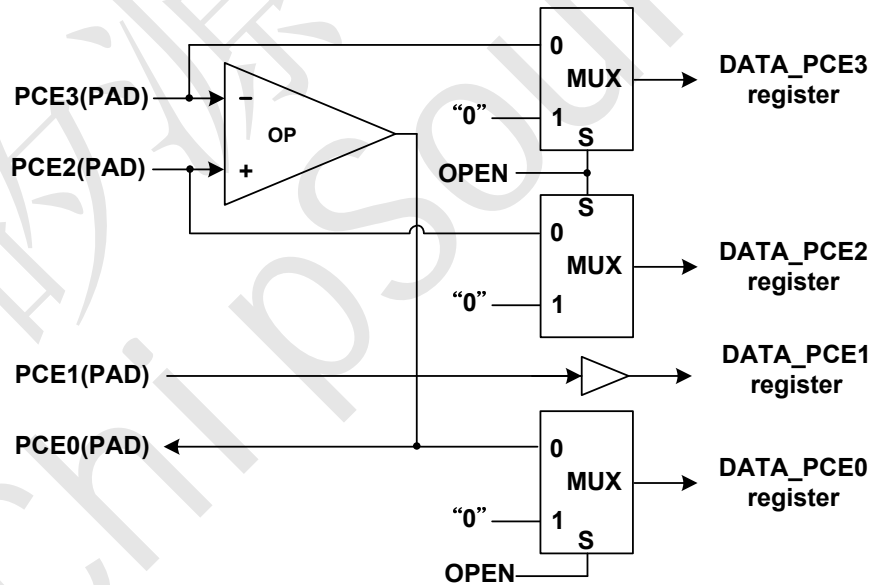 0
DATA_PCE3
register
MUX
PCE3(PAD)
−
“0”
1
OP
S
PCE2(PAD)
+
OPEN
S
0
DATA_PCE2
register
MUX
“0”
1
PCE1(PAD)
DATA_PCE1
register
PCE0(PAD)
0
DATA_PCE0
register
MUX
“0”
1
S
OPEN
ChipSour